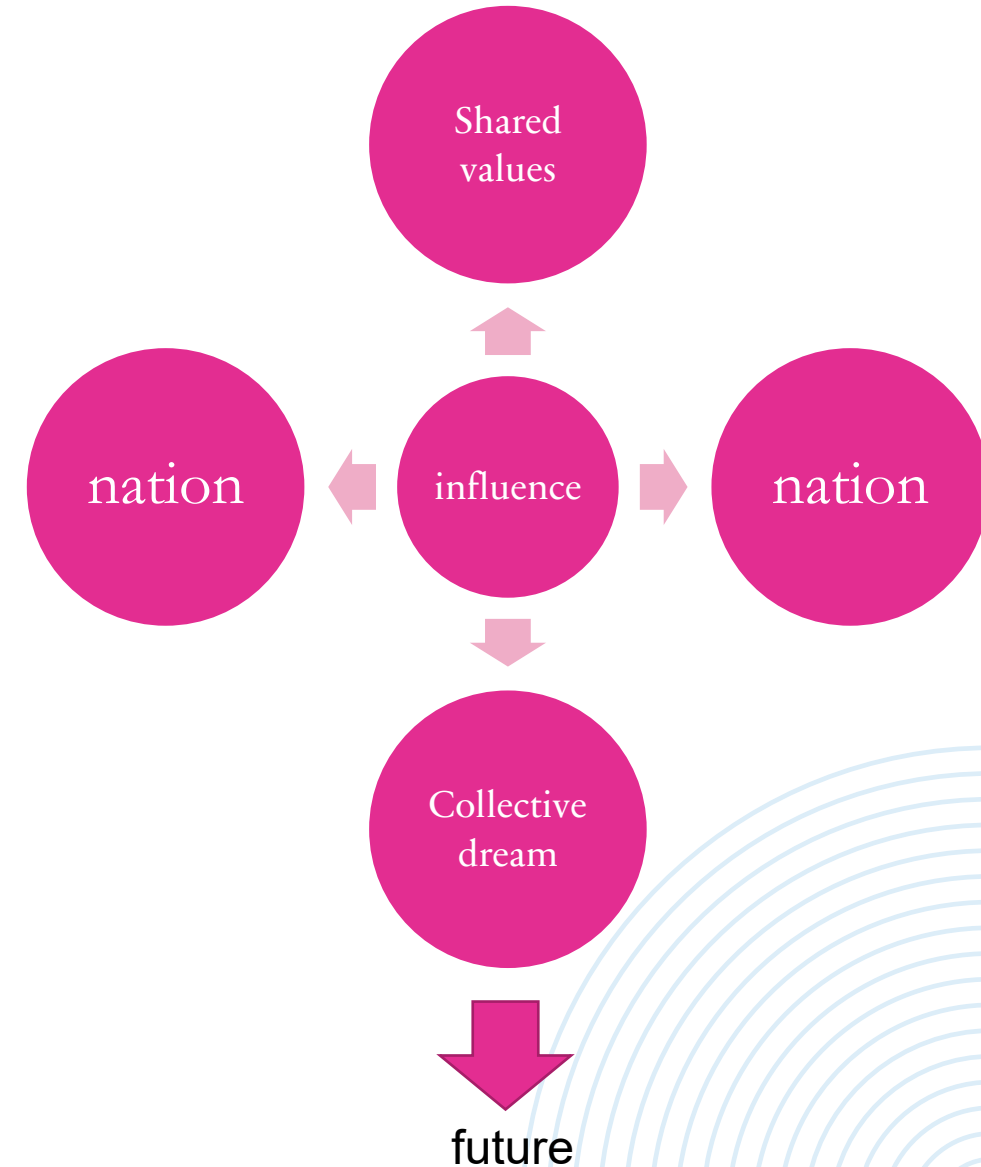 Shared
values
nation
influence
nation
Collective
dream
future